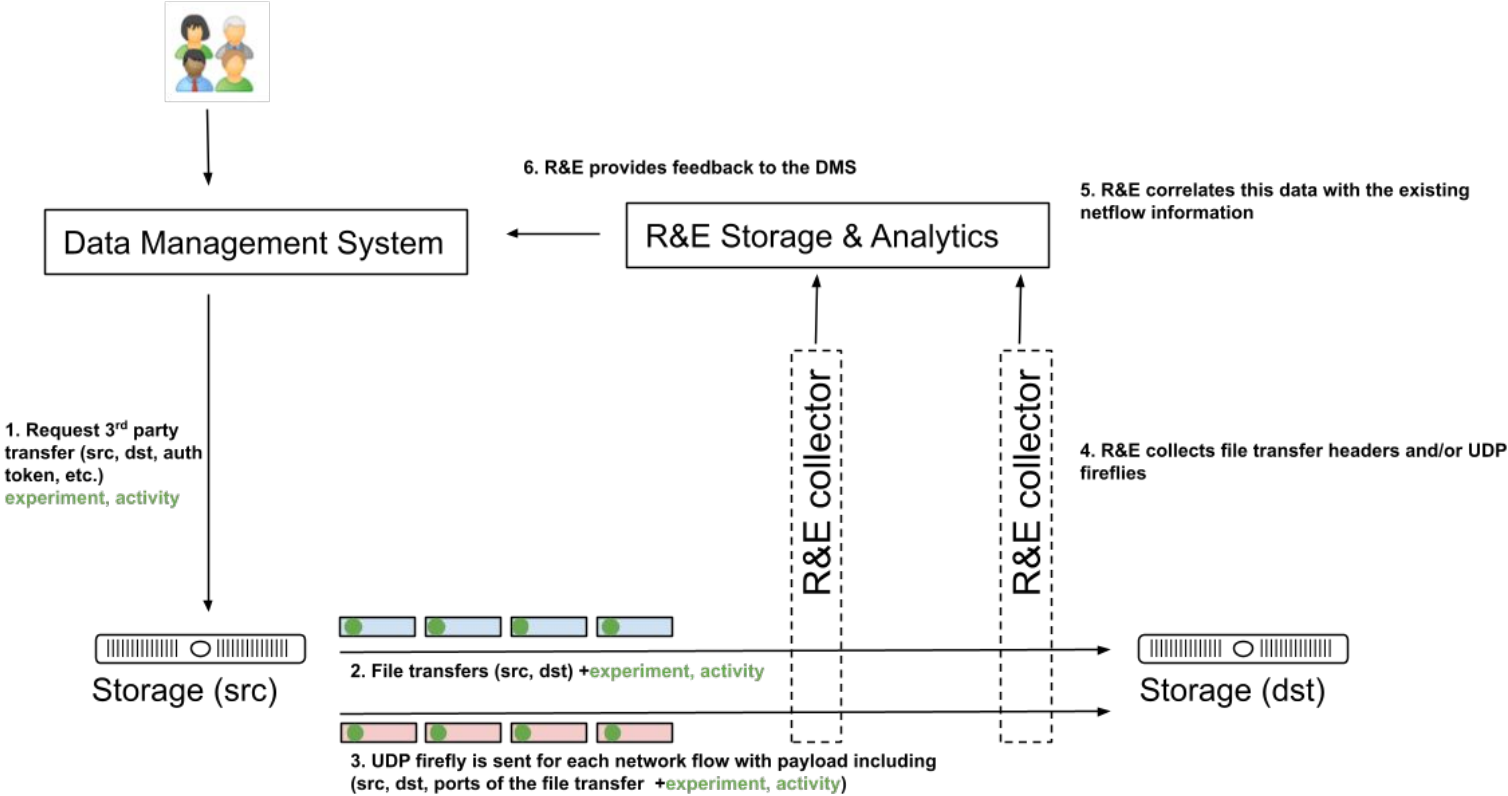 6. R&E provides feedback to the DMS
5. R&E correlates this data with the existing
netflow information
Data Management System
R&E Storage & Analytics
R&E collector
R&E collector
1. Request 3rd party
transfer (src, dst, auth
token, etc.)
experiment, activity
4. R&E collects file transfer headers and/or UDP
fireflies
2. File transfers (src, dst) +experiment, activity
Storage (src)
Storage (dst)
3. UDP firefly is sent for each network flow with payload including
(src, dst, ports of the file transfer +experiment, activity)